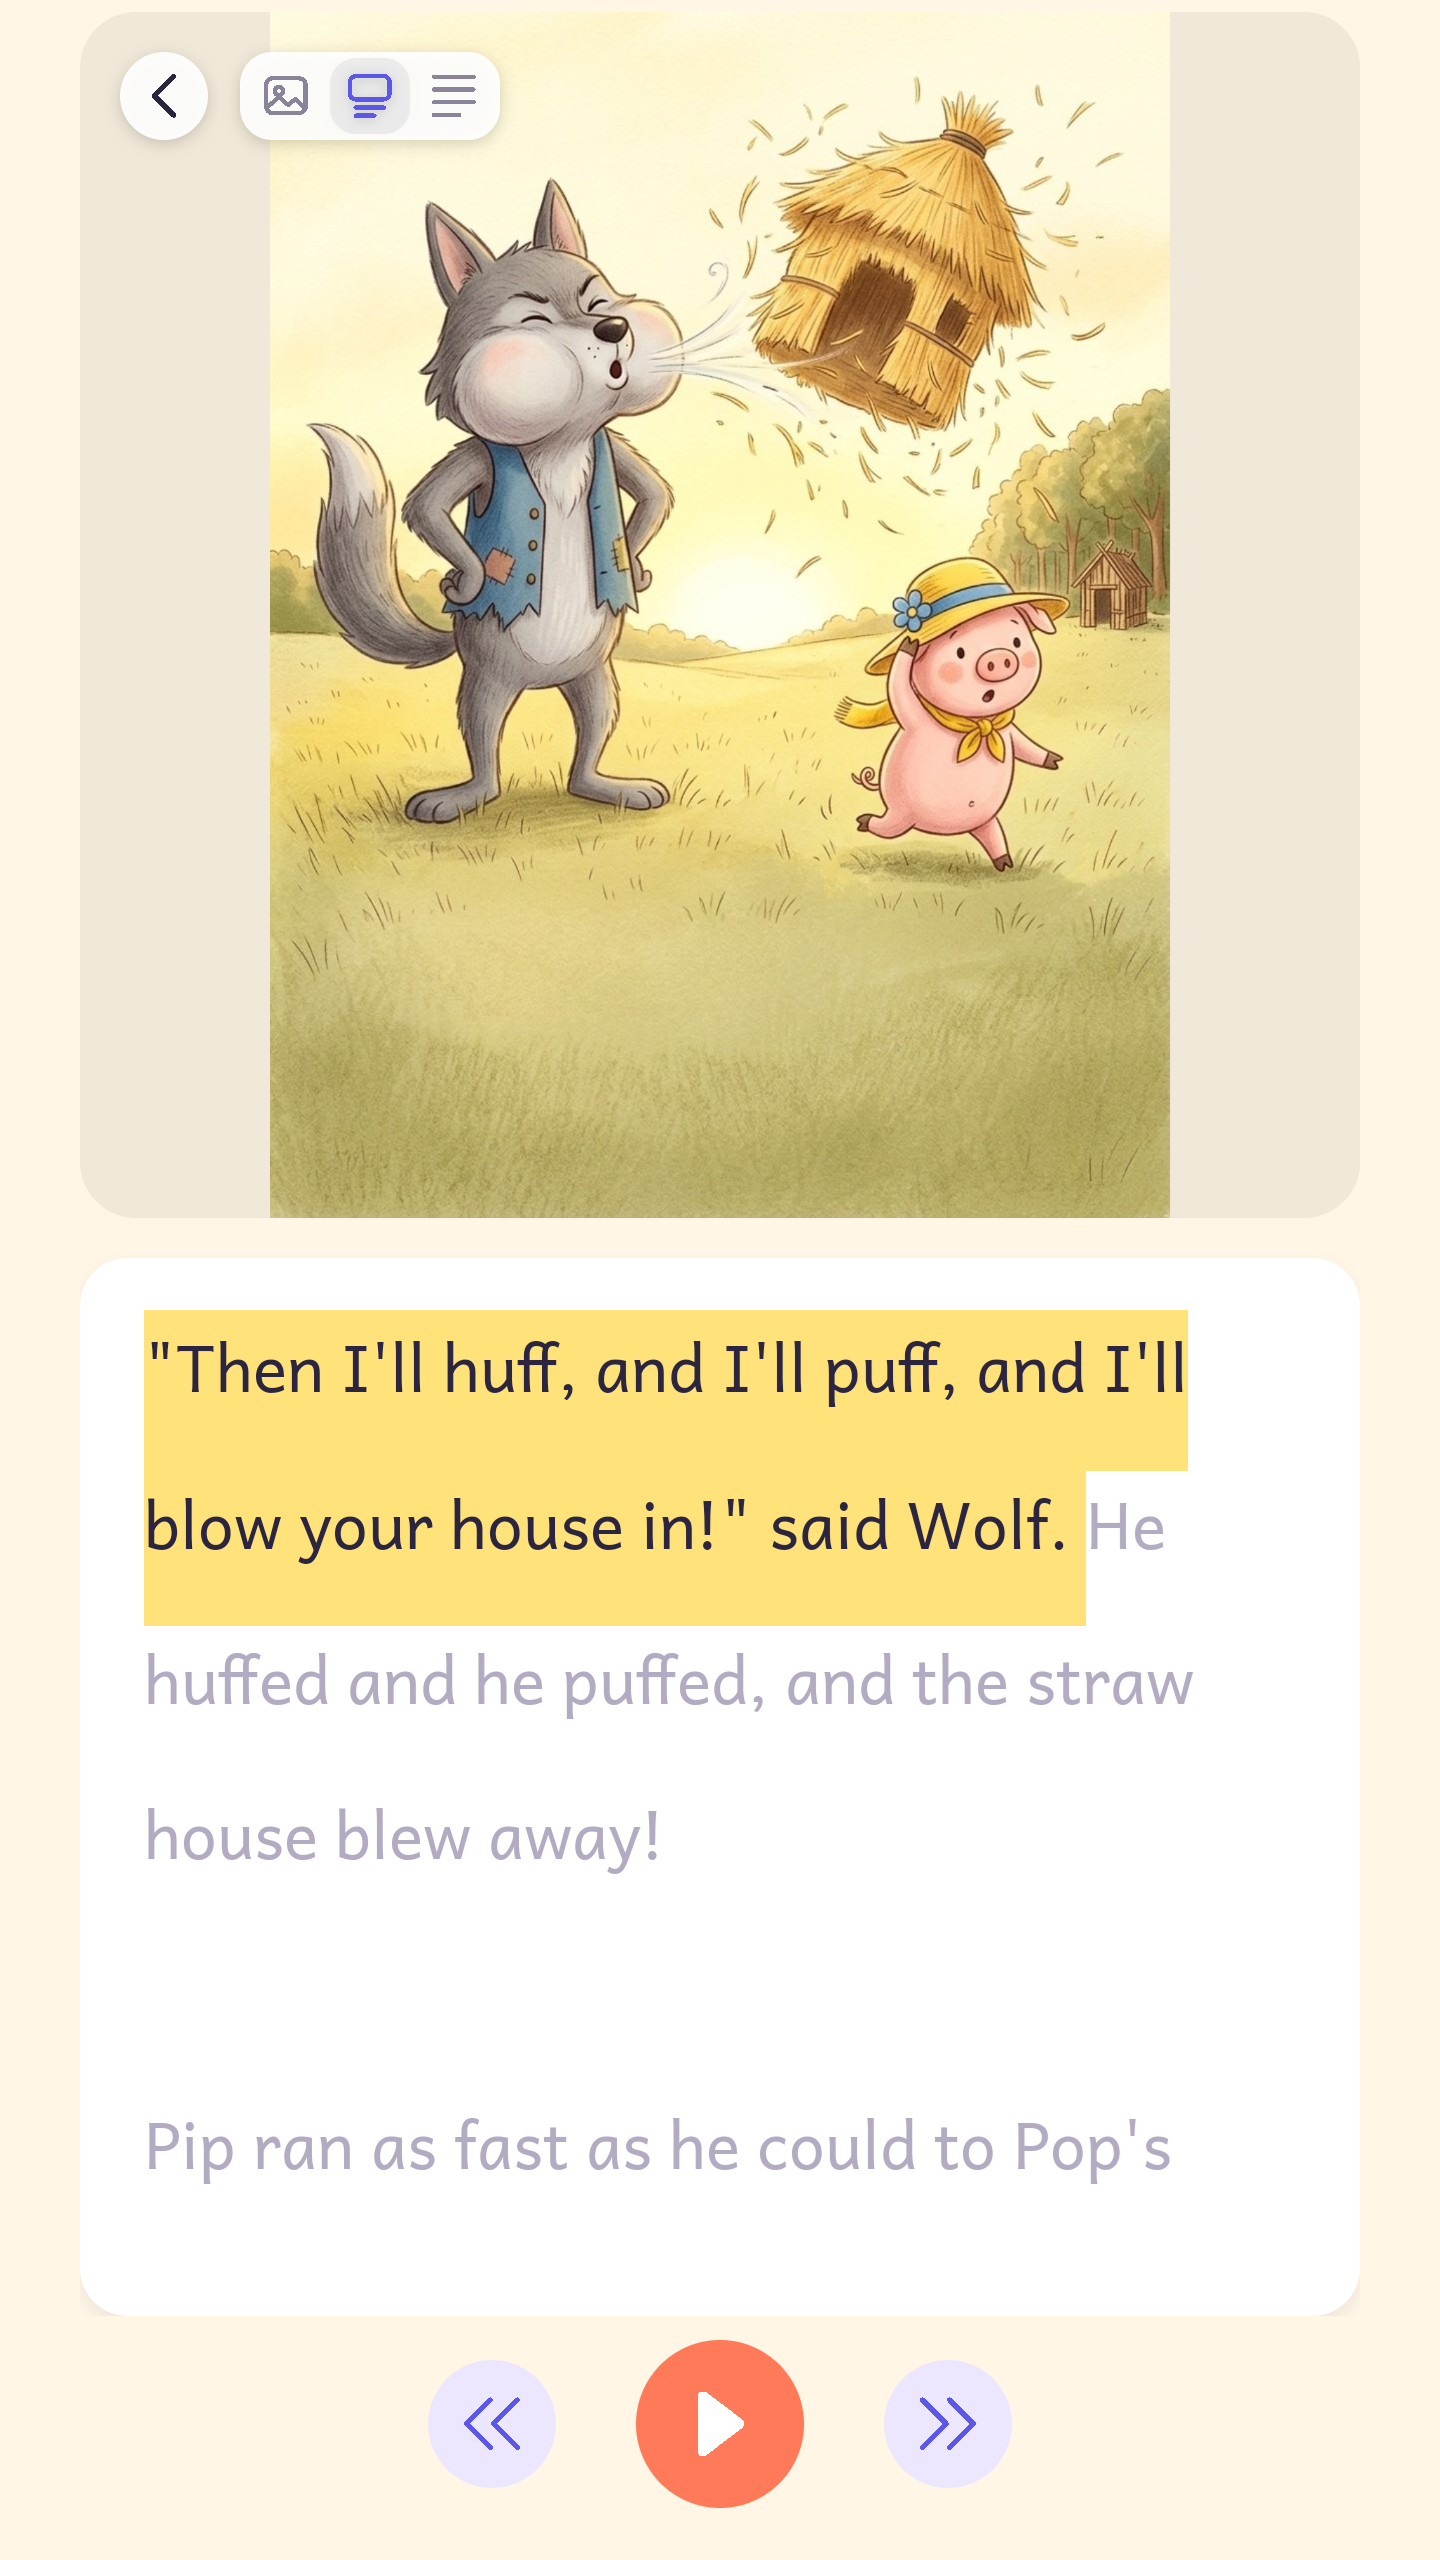 "Then I'll huff, and I'll puff, and I'll
blow your house in!" said Wolf. He
huffed and he puffed, and the straw
house blew away!
Pip ran as fast as he could to Pop's